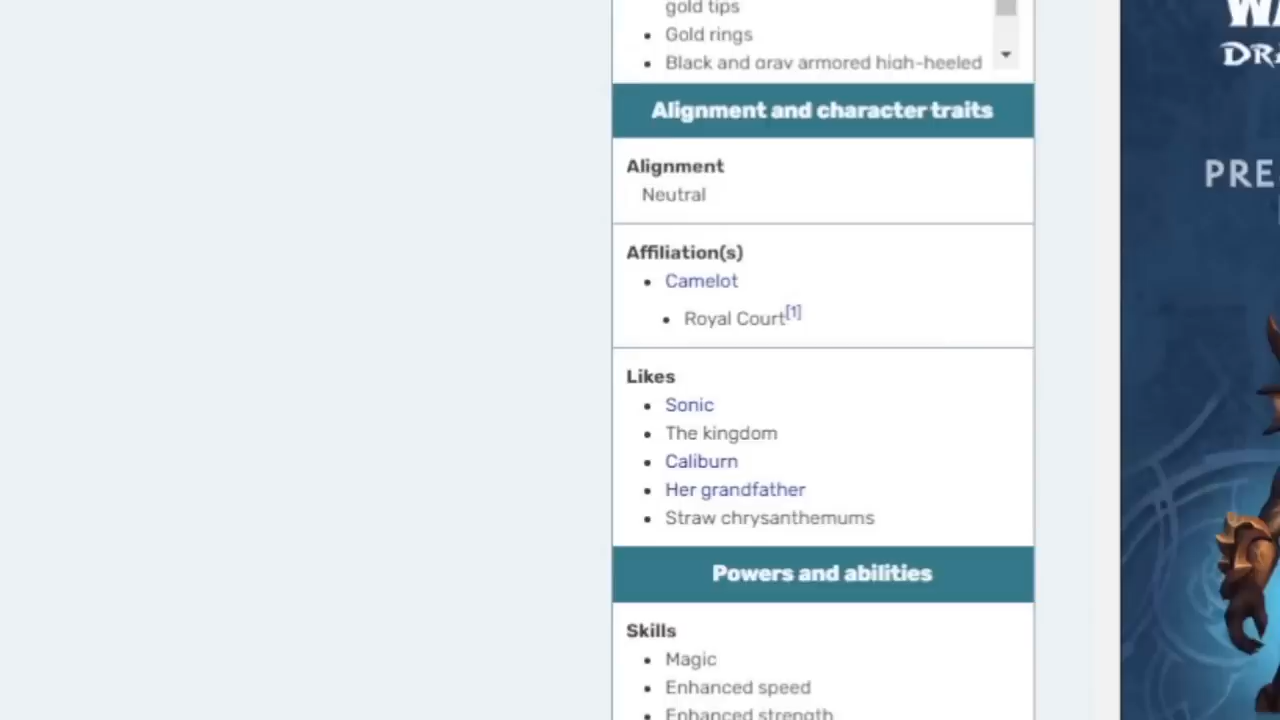 gold tips
Gold rings
Black and gray armored high-heeled
Alignment and character traits
Alignment
Neutral
Affiliation(s)
Camelot
Royal Court[1]
Likes
Sonic
The kingdom
Caliburn
Her grandfather
Straw chrysanthemums
Powers and abilities
Skills
Magic
Enhanced speed
Enhanced strength
WA
DR
PRE